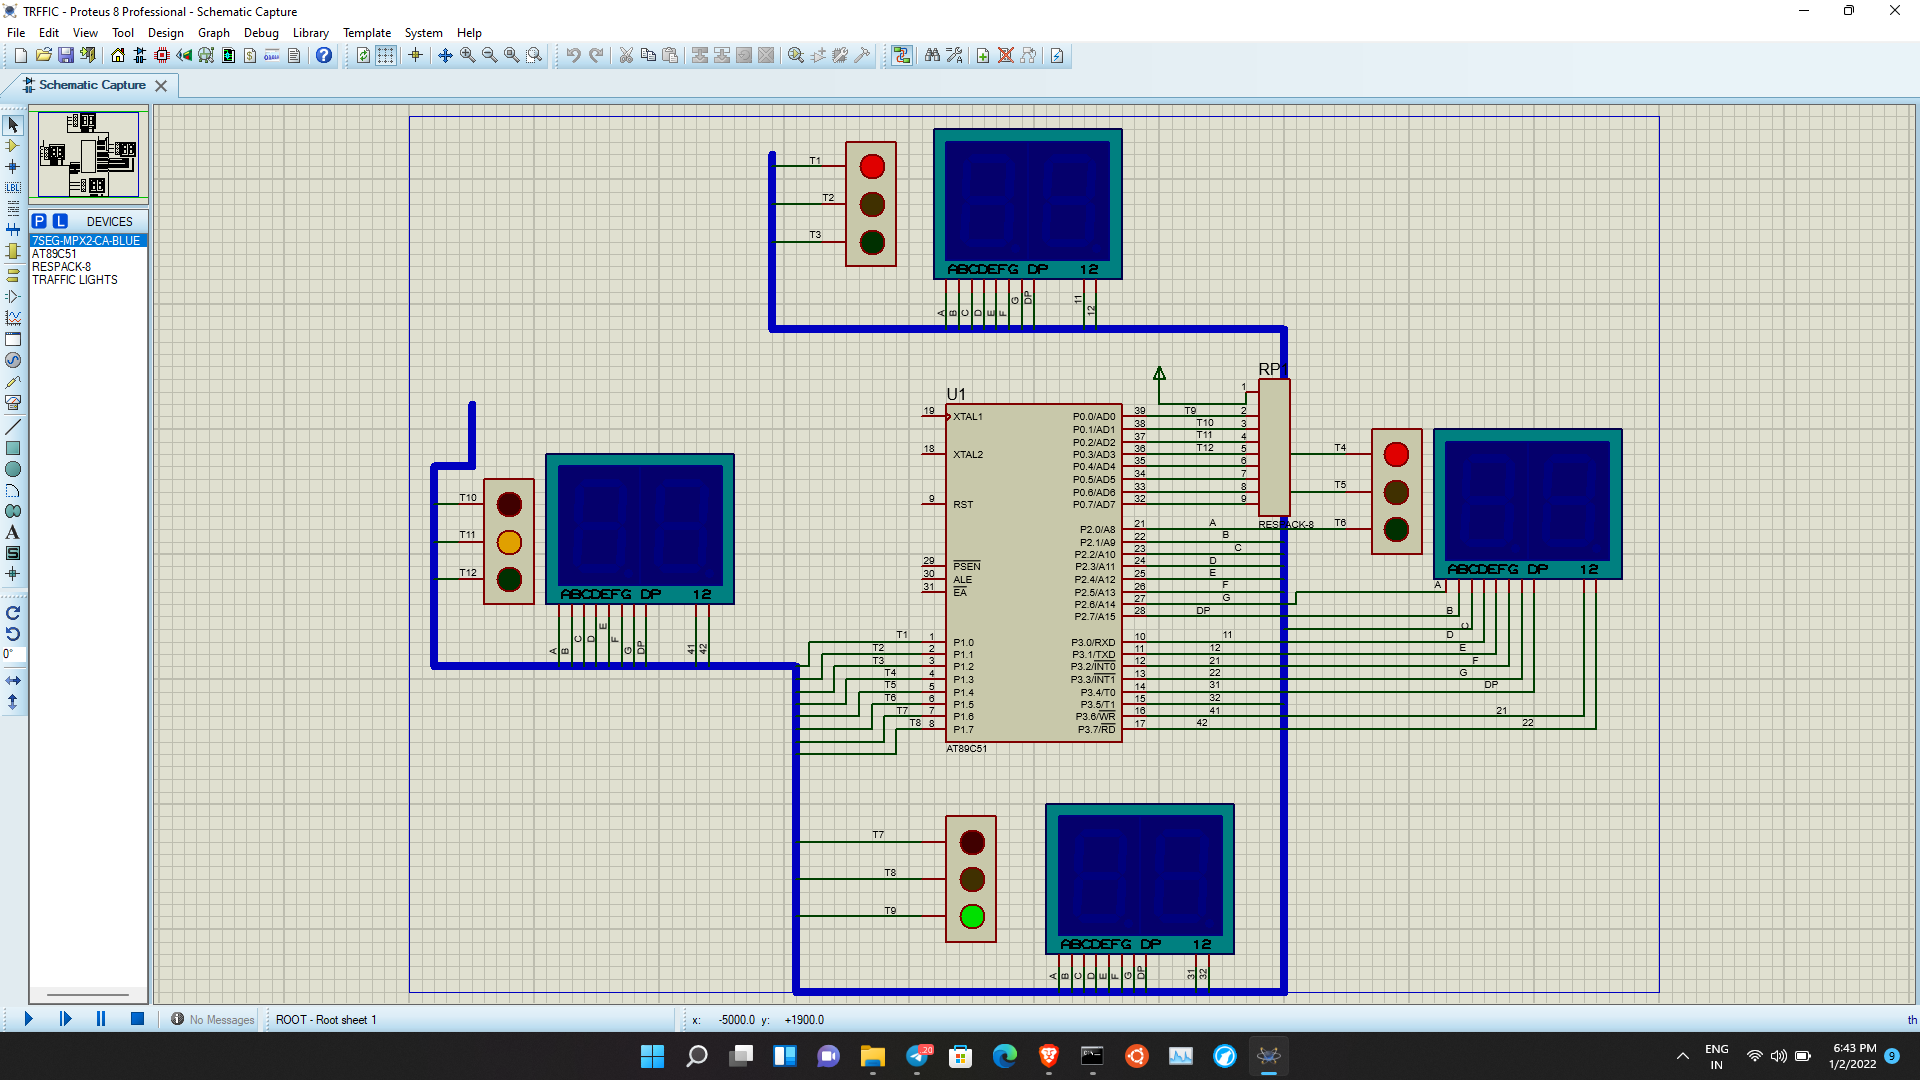 TRFFIC - Proteus 8 Professional - Schematic Capture
File Edit View Tool Design Graph Debug Library Template System Help
Schematic Capture
P L DEVICES
7SEG-MPX2-CA-BLUE
AT89C51
RESPACK-8
TRAFFIC LIGHTS
LBL
A
S
0°
T1
T2
T3
ABCDEFG DP 12
A B C D E F G DP 11 12
T10
T11
T12
ABCDEFG DP 12
A B C D E F G DP 41 42
U1
19 XTAL1
18 XTAL2
9 RST
29 PSEN
30 ALE
31 EA
T1 1 P1.0
T2 2 P1.1
T3 3 P1.2
T4 4 P1.3
T5 5 P1.4
T6 6 P1.5
T7 7 P1.6
T8 8 P1.7
P0.0/AD0 39 T9 2
P0.1/AD1 38 T10 3
P0.2/AD2 37 T11 4
P0.3/AD3 36 T12 5
P0.4/AD4 35 6
P0.5/AD5 34 7
P0.6/AD6 33 8
P0.7/AD7 32 9
P2.0/A8 21 A
P2.1/A9 22 B
P2.2/A10 23 C
P2.3/A11 24 D
P2.4/A12 25 E
P2.5/A13 26 F
P2.6/A14 27 G
P2.7/A15 28 DP
P3.0/RXD 10 11
P3.1/TXD 11 12
P3.2/INT0 12 21
P3.3/INT1 13 22
P3.4/T0 14 31
P3.5/T1 15 32
P3.6/WR 16 41
P3.7/RD 17 42
AT89C51
RP
1
RESPACK-8
T4
T5
T6
ABCDEFG DP 12
A
B
C
D
E
F
G
DP
21
22
T7
T8
T9
ABCDEFG DP 12
A B C D E F G DP 31 32
No Messages ROOT - Root sheet 1 x: -5000.0 y: +1900.0 th
20
ENG
IN
6:43 PM
1/2/2022
9